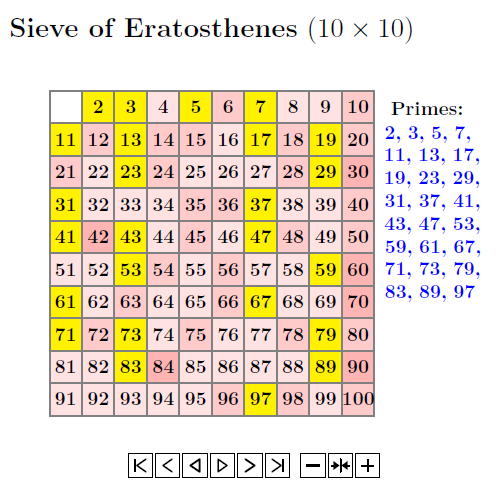 Sieve of Eratosthenes (10 × 10)
2 3 4 5 6 7 8 9 10
11 12 13 14 15 16 17 18 19 20
21 22 23 24 25 26 27 28 29 30
31 32 33 34 35 36 37 38 39 40
41 42 43 44 45 46 47 48 49 50
51 52 53 54 55 56 57 58 59 60
61 62 63 64 65 66 67 68 69 70
71 72 73 74 75 76 77 78 79 80
81 82 83 84 85 86 87 88 89 90
91 92 93 94 95 96 97 98 99 100
Primes:
2, 3, 5, 7,
11, 13, 17,
19, 23, 29,
31, 37, 41,
43, 47, 53,
59, 61, 67,
71, 73, 79,
83, 89, 97